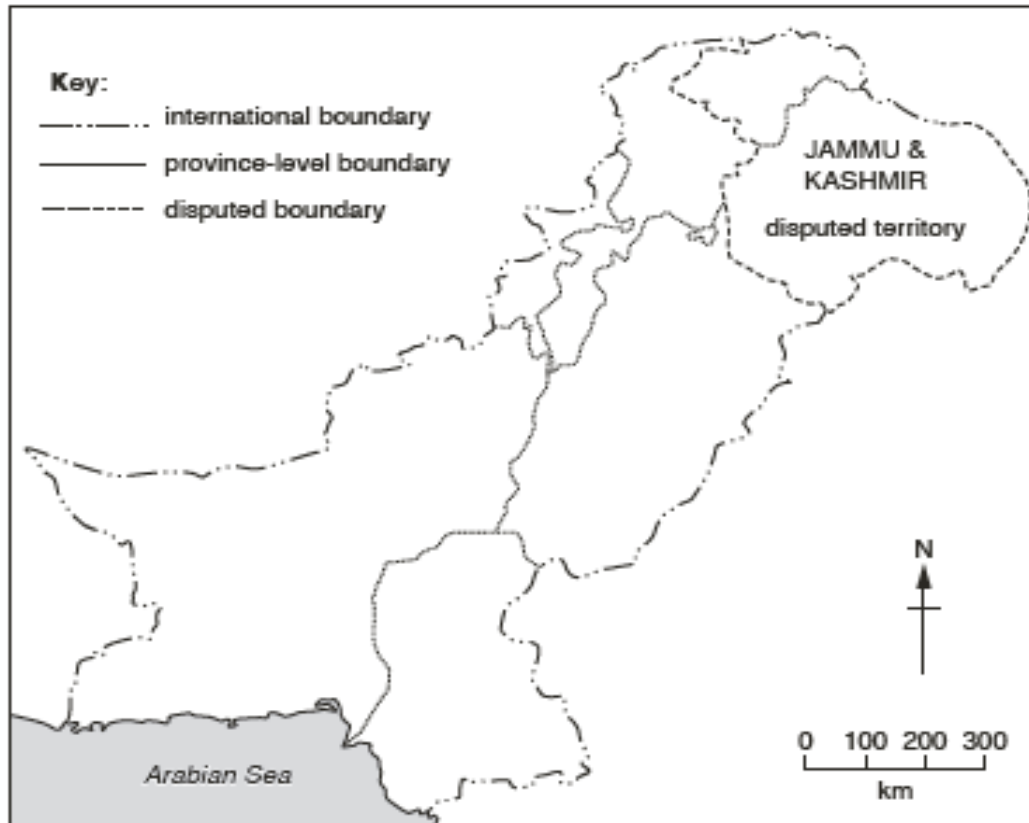 Key:
international boundary
province-level boundary
disputed boundary
JAMMU &
KASHMIR
disputed territory
N
0 100 200 300
km
Arabian Sea